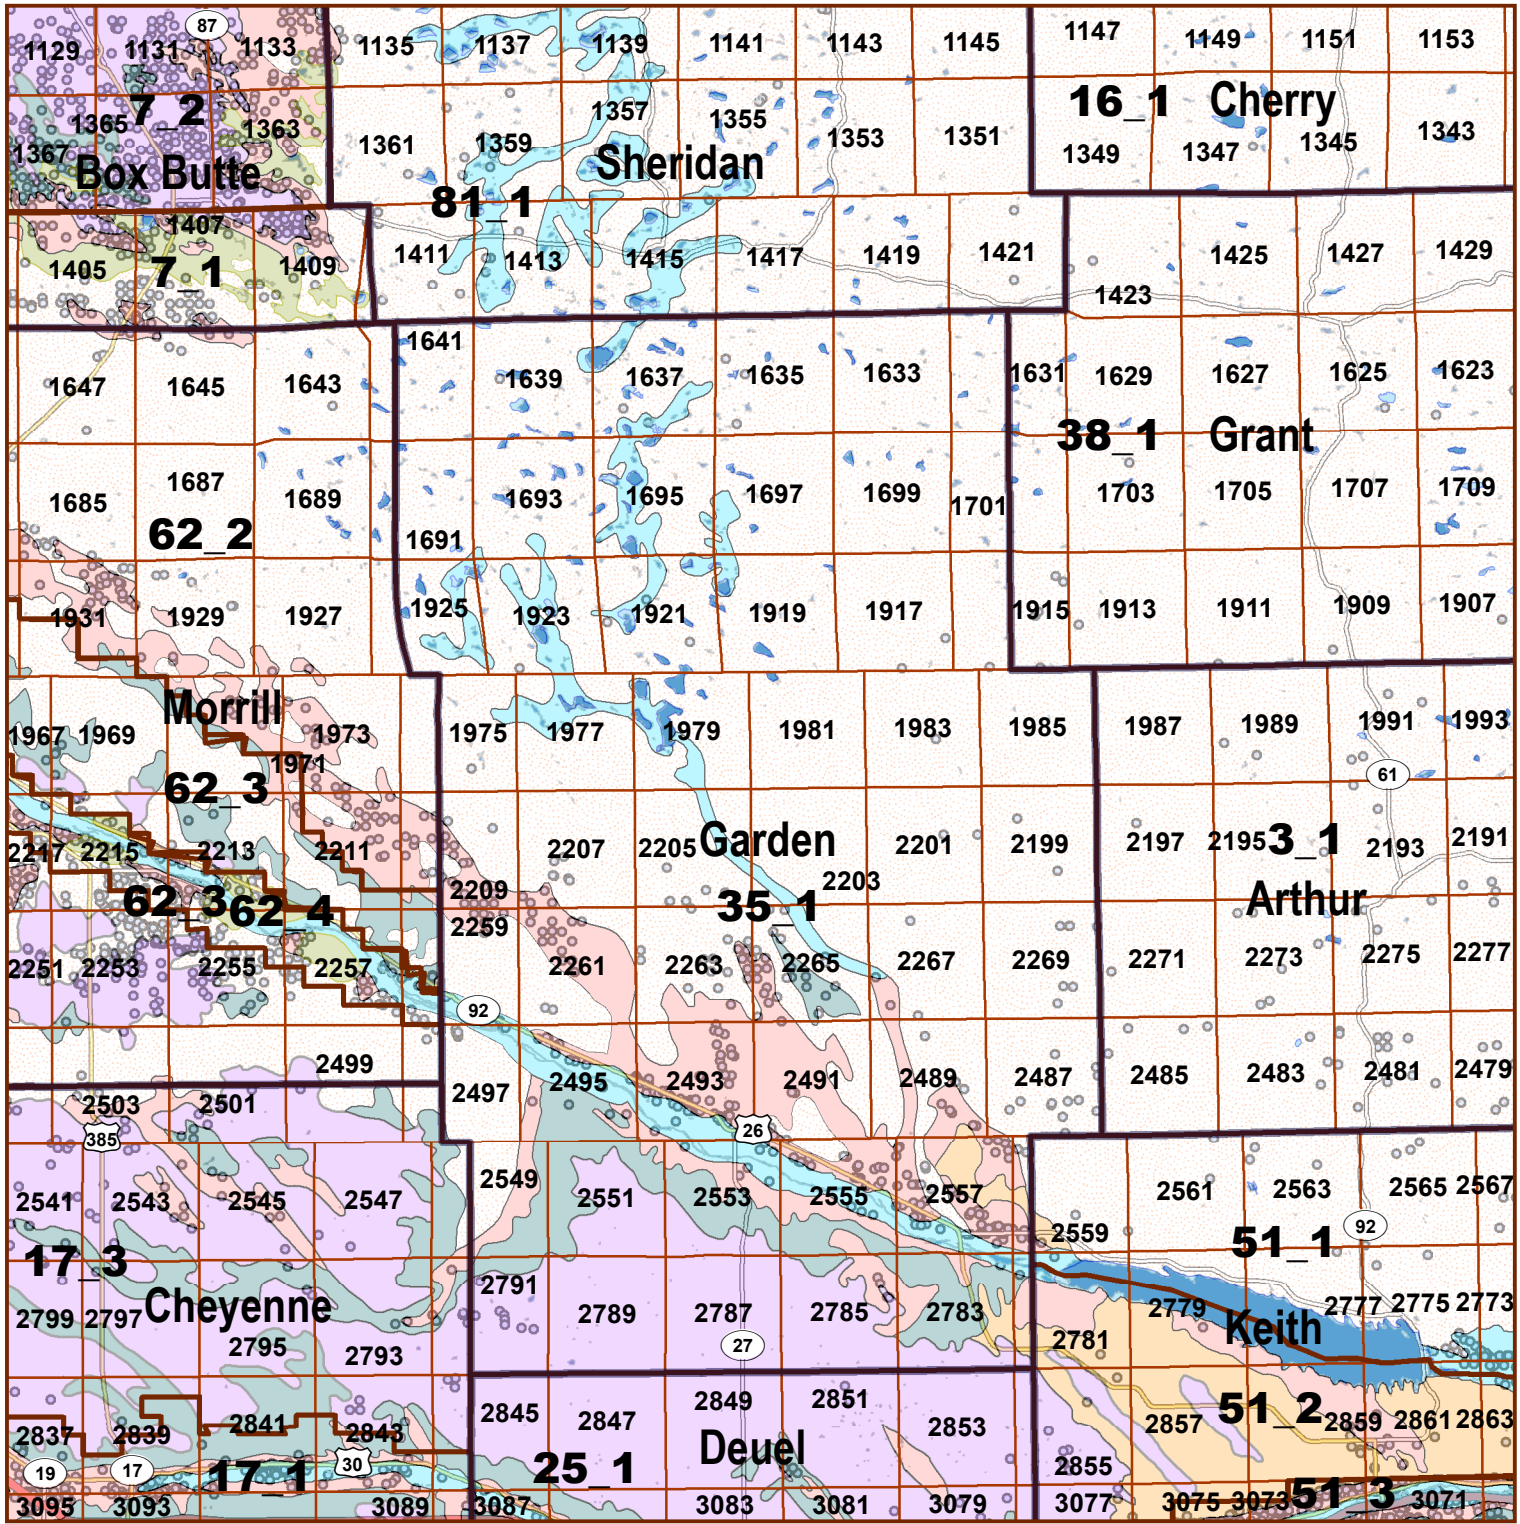 87
1129 1131 1133 1135 1137 1139 1141 1143 1145 1147 1149 1151 1153
7_2 16_1 Cherry
1365 1363 1361 1359 1357 1355 1353 1351 1349 1347 1345 1343
1367
Box Butte Sheridan
81_1
1407
1405 7_1 1409 1411 1413 1415 1417 1419 1421 1423 1425 1427 1429
1641
1647 1645 1643 1639 1637 1635 1633 1631 1629 1627 1625 1623
38_1 Grant
1685 1687 1689 1691 1693 1695 1697 1699 1701 1703 1705 1707 1709
62_2
1931 1929 1927 1925 1923 1921 1919 1917 1915 1913 1911 1909 1907
Morrill
1967 1969 1971 1973 1975 1977 1979 1981 1983 1985 1987 1989 1991 1993
61
62_3
2217 2215 2213 2211 2209 2207 2205 Garden 2203 2201 2199 2197 2195 3_1 2193 2191
62_3 62_4 35_1 Arthur
2259
2251 2253 2255 2257 2261 2263 2265 2267 2269 2271 2273 2275 2277
92
2499 2497 2495 2493 2491 2489 2487 2485 2483 2481 2479
2503 2501
385 26
2541 2543 2545 2547 2549 2551 2553 2555 2557 2559 2561 2563 2565 2567
92
17_3 51_1
2799 2797 Cheyenne 2795 2793 2791 2789 2787 2785 2783 2781 2779 Keith 2777 2775 2773
27
2837 2839 2841 2843 2845 2847 2849 2851 2853 2855 2857 51_2 2859 2861 2863
Deuel
19 17 17_1 30 25_1
3095 3093 3089 3087 3083 3081 3079 3077 3075 3073 51_3 3071